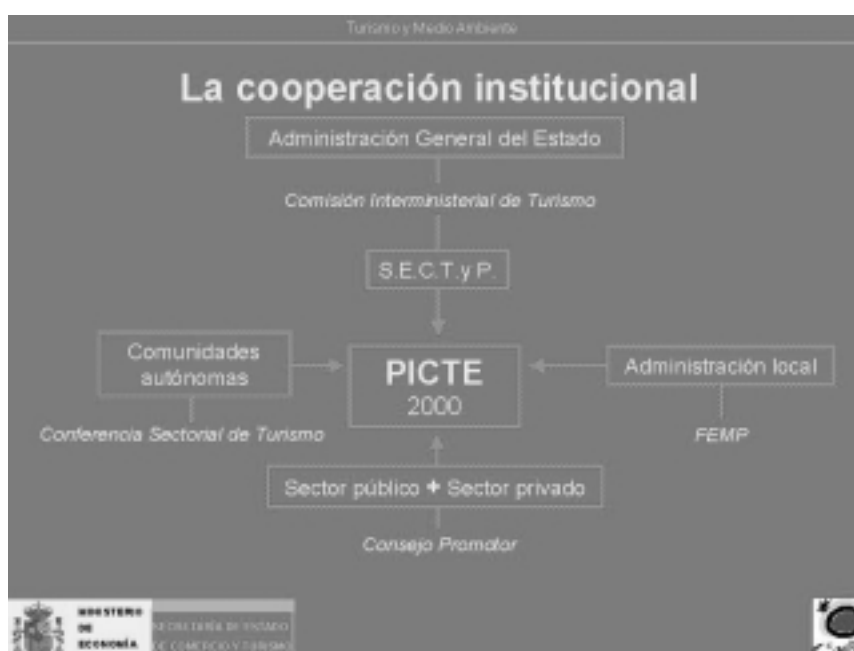 Turismo y Medio Ambiente
La cooperación institucional
Administración General del Estado
Comisión Interministerial de Turismo
S.E.C.T.y P.
Comunidades
autónomas
PICTE
2000
Administración local
Conferencia Sectorial de Turismo
FEMP
Sector público + Sector privado
Consejo Promotor
MINISTERIO
DE
ECONOMÍA
SECRETARÍA DE ESTADO
DE COMERCIO Y TURISMO